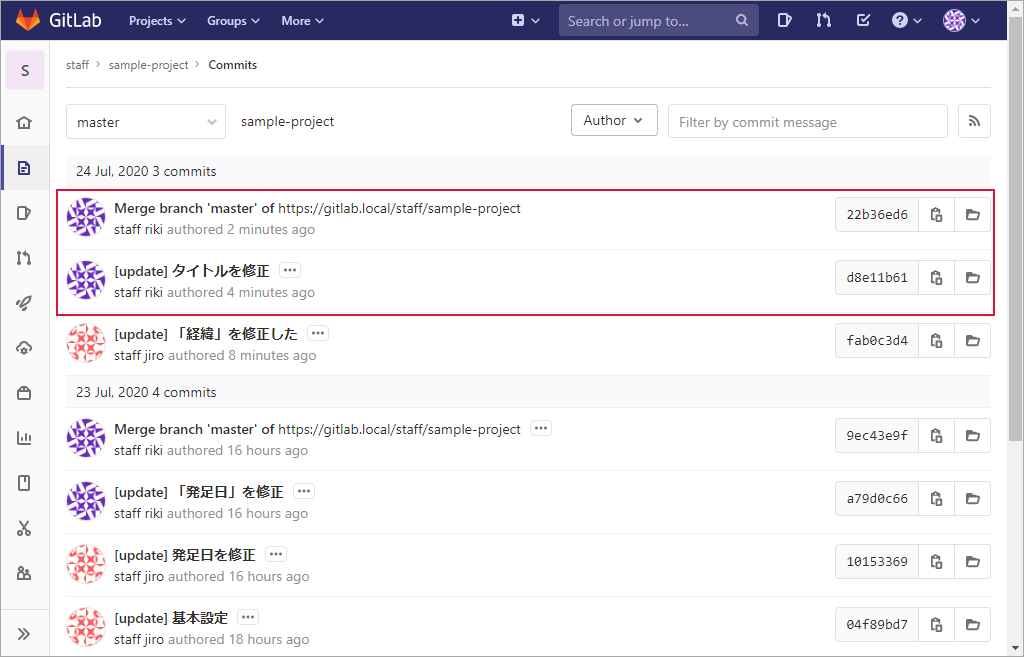 GitLab Projects Groups More Search or jump to...
S
staff > sample-project > Commits
master sample-project Author Filter by commit message
24 Jul, 2020 3 commits
Merge branch 'master' of https://gitlab.local/staff/sample-project 22b36ed6
staff riki authored 2 minutes ago
[update] タイトルを修正 d8e11b61
staff riki authored 4 minutes ago
[update] 「経緯」を修正した fab0c3d4
staff jiro authored 8 minutes ago
23 Jul, 2020 4 commits
Merge branch 'master' of https://gitlab.local/staff/sample-project 9ec43e9f
staff riki authored 16 hours ago
[update] 「発足日」を修正 a79d0c66
staff riki authored 16 hours ago
[update] 発足日を修正 10153369
staff jiro authored 16 hours ago
[update] 基本設定 04f89bd7
staff jiro authored 18 hours ago